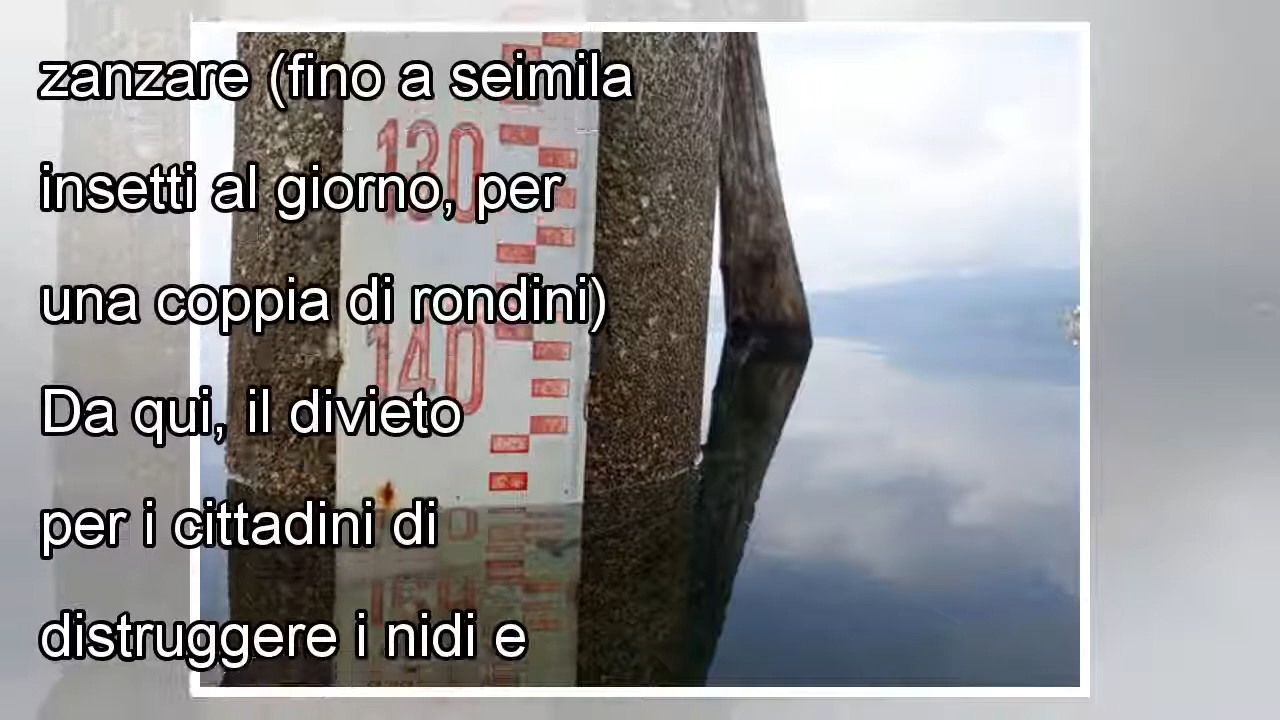 zanzare (fino a seimila
130
insetti al giorno, per
una coppia di rondini)
140
Da qui, il divieto
per i cittadini di
distruggere i nidi e